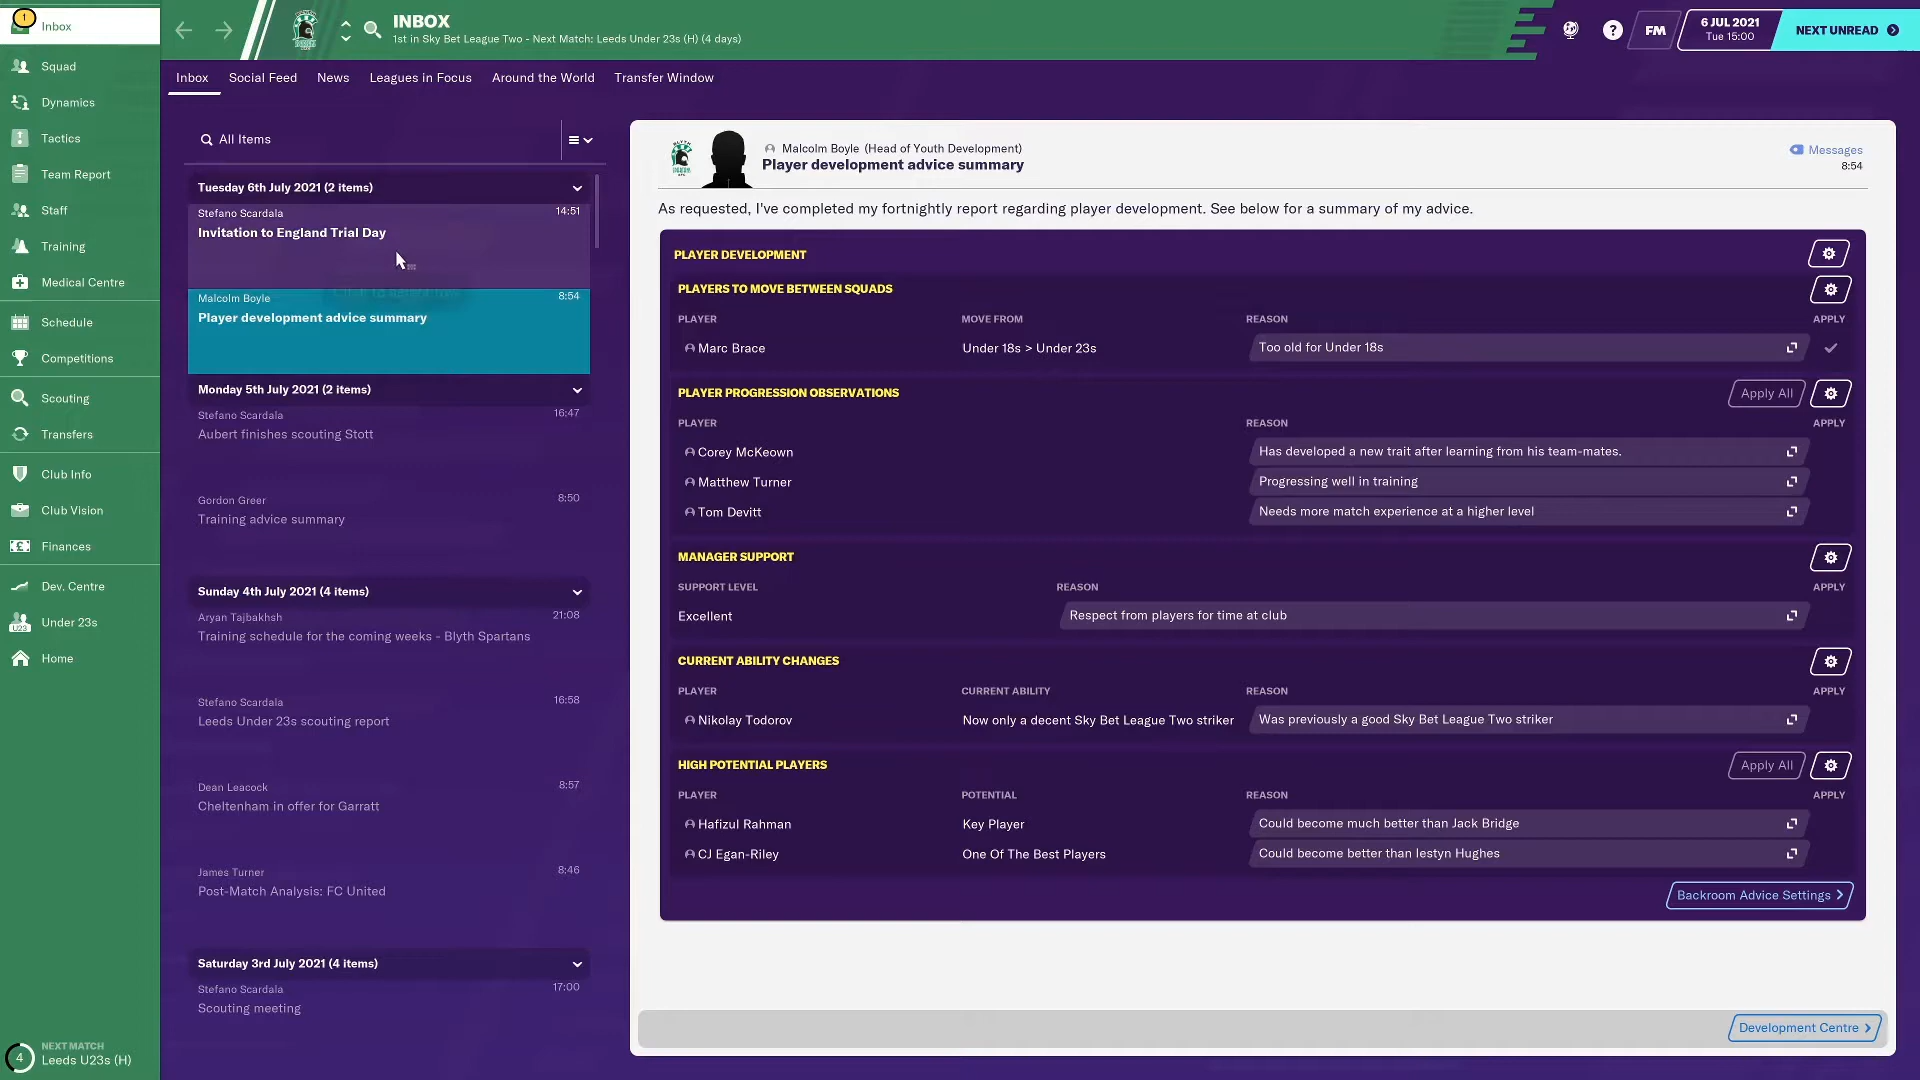 1
Inbox
Squad
Dynamics
Tactics
Team Report
Staff
Training
Medical Centre
Schedule
Competitions
Scouting
Transfers
Club Info
Club Vision
Finances
Dev. Centre
U23
Under 23s
Home
4
NEXT MATCH
Leeds U23s (H)
INBOX
1st in Sky Bet League Two - Next Match: Leeds Under 23s (H) (4 days)
?
FM
6 JUL 2021
Tue 15:00
NEXT UNREAD
Inbox Social Feed News Leagues in Focus Around the World Transfer Window
All Items
Tuesday 6th July 2021 (2 items)
Stefano Scardala 14:51
Invitation to England Trial Day
Malcolm Boyle 8:54
Player development advice summary
Monday 5th July 2021 (2 items)
Stefano Scardala 16:47
Aubert finishes scouting Stott
Gordon Greer 8:50
Training advice summary
Sunday 4th July 2021 (4 items)
Aryan Tajbakhsh 21:08
Training schedule for the coming weeks - Blyth Spartans
Stefano Scardala 16:58
Leeds Under 23s scouting report
Dean Leacock 8:57
Cheltenham in offer for Garratt
James Turner 8:46
Post-Match Analysis: FC United
Saturday 3rd July 2021 (4 items)
Stefano Scardala 17:00
Scouting meeting
Malcolm Boyle (Head of Youth Development)
Player development advice summary
Messages
8:54
As requested, I've completed my fortnightly report regarding player development. See below for a summary of my advice.
PLAYER DEVELOPMENT
PLAYERS TO MOVE BETWEEN SQUADS
PLAYER MOVE FROM REASON APPLY
Marc Brace Under 18s > Under 23s Too old for Under 18s
PLAYER PROGRESSION OBSERVATIONS Apply All
PLAYER REASON APPLY
Corey McKeown Has developed a new trait after learning from his team-mates.
Matthew Turner Progressing well in training
Tom Devitt Needs more match experience at a higher level
MANAGER SUPPORT
SUPPORT LEVEL REASON APPLY
Excellent Respect from players for time at club
CURRENT ABILITY CHANGES
PLAYER CURRENT ABILITY REASON APPLY
Nikolay Todorov Now only a decent Sky Bet League Two striker Was previously a good Sky Bet League Two striker
HIGH POTENTIAL PLAYERS Apply All
PLAYER POTENTIAL REASON APPLY
Hafizul Rahman Key Player Could become much better than Jack Bridge
CJ Egan-Riley One Of The Best Players Could become better than Iestyn Hughes
Backroom Advice Settings >
Development Centre >